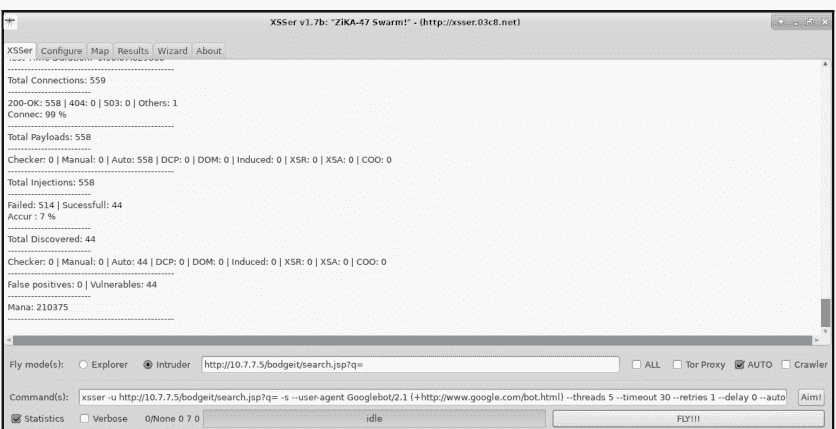 XSSer v1.7b: "ZiKA-47 Swarm!" - (http://xsser.03c8.net)
XSSer Configure Map Results Wizard About
-----------------------------------------------
Total Connections: 559
------------------------
200-OK: 558 | 404: 0 | 503: 0 | Others: 1
Connec: 99 %
-----------------------------------------------
Total Payloads: 558
------------------------
Checker: 0 | Manual: 0 | Auto: 558 | DCP: 0 | DOM: 0 | Induced: 0 | XSR: 0 | XSA: 0 | COO: 0
-----------------------------------------------
Total Injections: 558
------------------------
Failed: 514 | Sucessfull: 44
Accur : 7 %
-----------------------------------------------
Total Discovered: 44
------------------------
Checker: 0 | Manual: 0 | Auto: 44 | DCP: 0 | DOM: 0 | Induced: 0 | XSR: 0 | XSA: 0 | COO: 0
-----------------------------------------------
False positives: 0 | Vulnerables: 44
------------------------
Mana: 210375
-----------------------------------------------
Fly mode(s): Explorer Intruder http://10.7.7.5/bodgeit/search.jsp?q= ALL Tor Proxy AUTO Crawler
Command(s): xsser -u http://10.7.7.5/bodgeit/search.jsp?q= -s --user-agent Googlebot/2.1 (+http://www.google.com/bot.html) --threads 5 --timeout 30 --retries 1 --delay 0 --auto Aim!
Statistics Verbose 0/None 0 7 0 idle FLY!!!